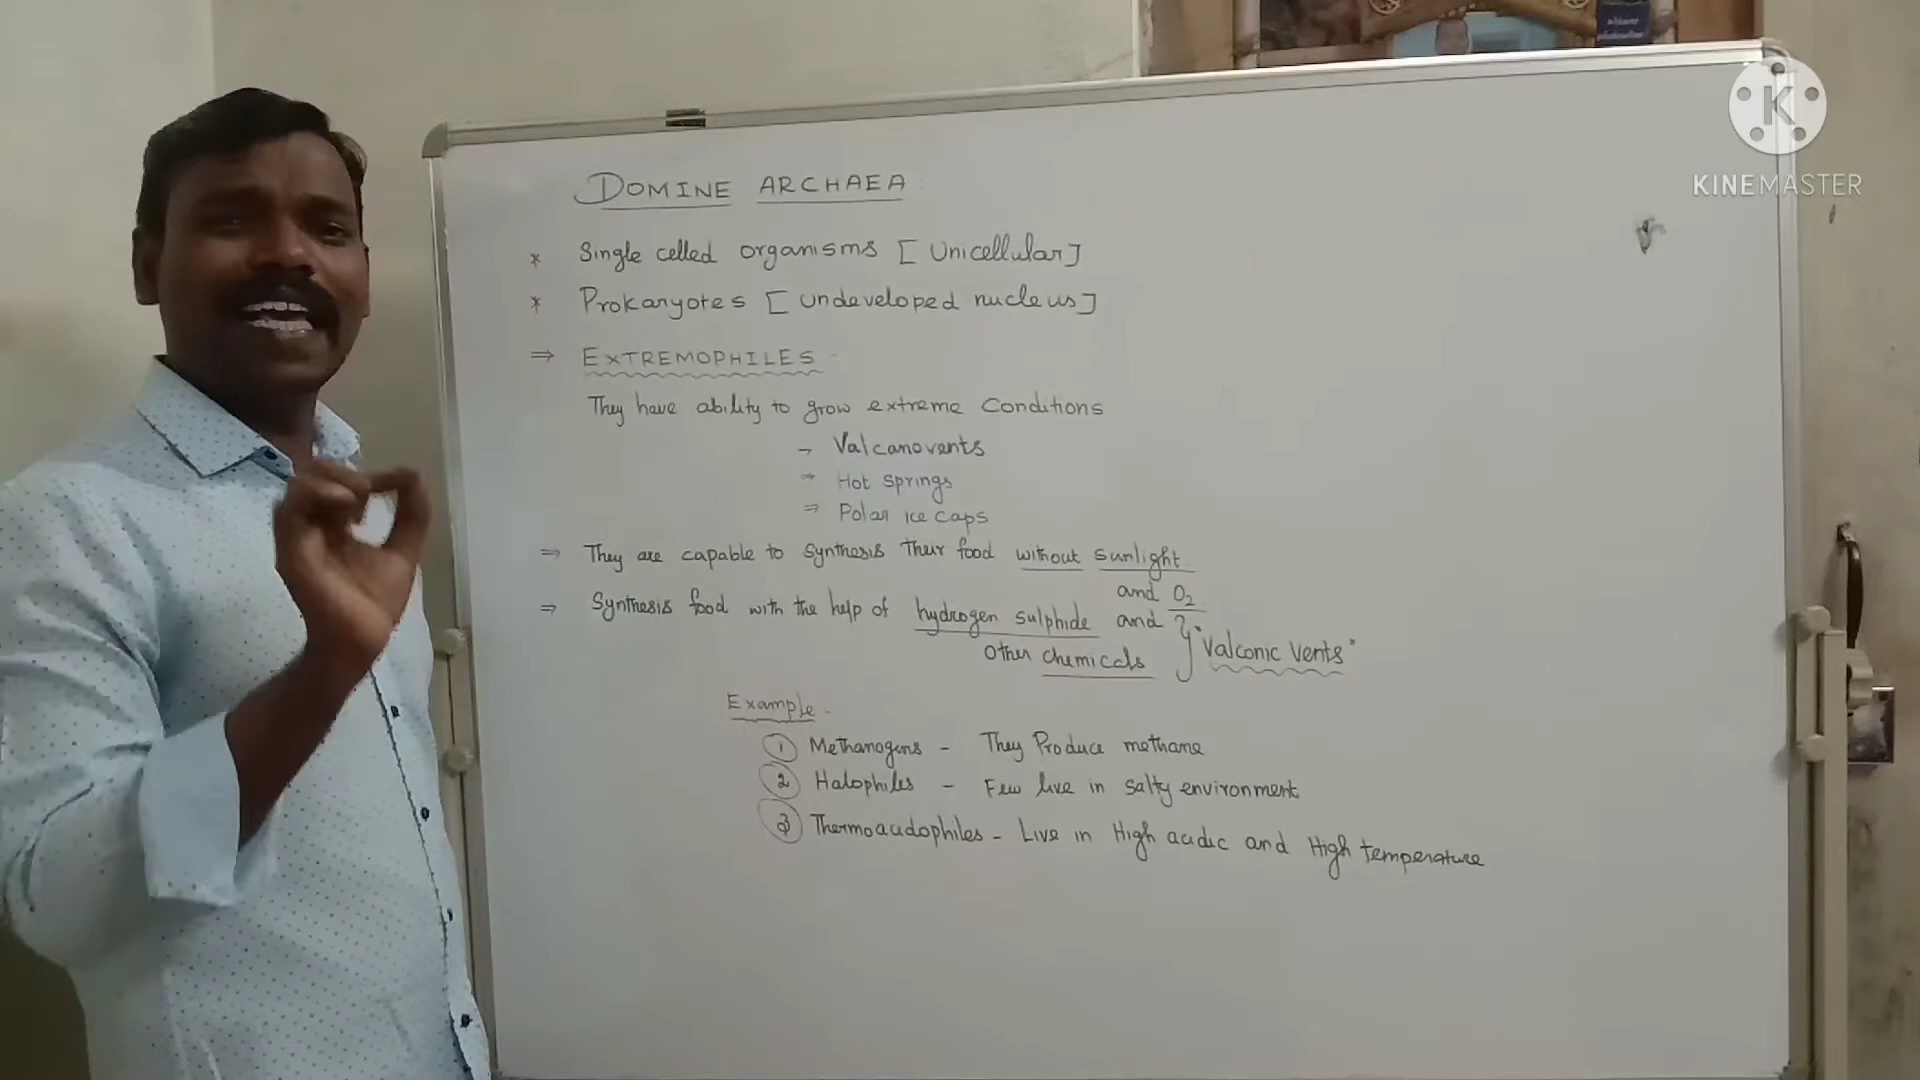 K
KINEMASTER
DOMINE ARCHAEA
* Single celled organisms [Unicellular]
* Prokaryotes [undeveloped nucleus]
⇒ EXTREMOPHILES
They have ability to grow extreme Conditions
→ Valcanovents
⇒ Hot Springs
⇒ Polar ice caps
⇒ They are capable to synthesis their food without sunlight
and O₂
⇒ Synthesis food with the help of hydrogen sulphide and
other chemicals } "Valconic vents"
Example
① Methanogens - They Produce methane
② Halophiles - Few live in salty environment
③ Thermoacidophiles - Live in High acidic and High temperature